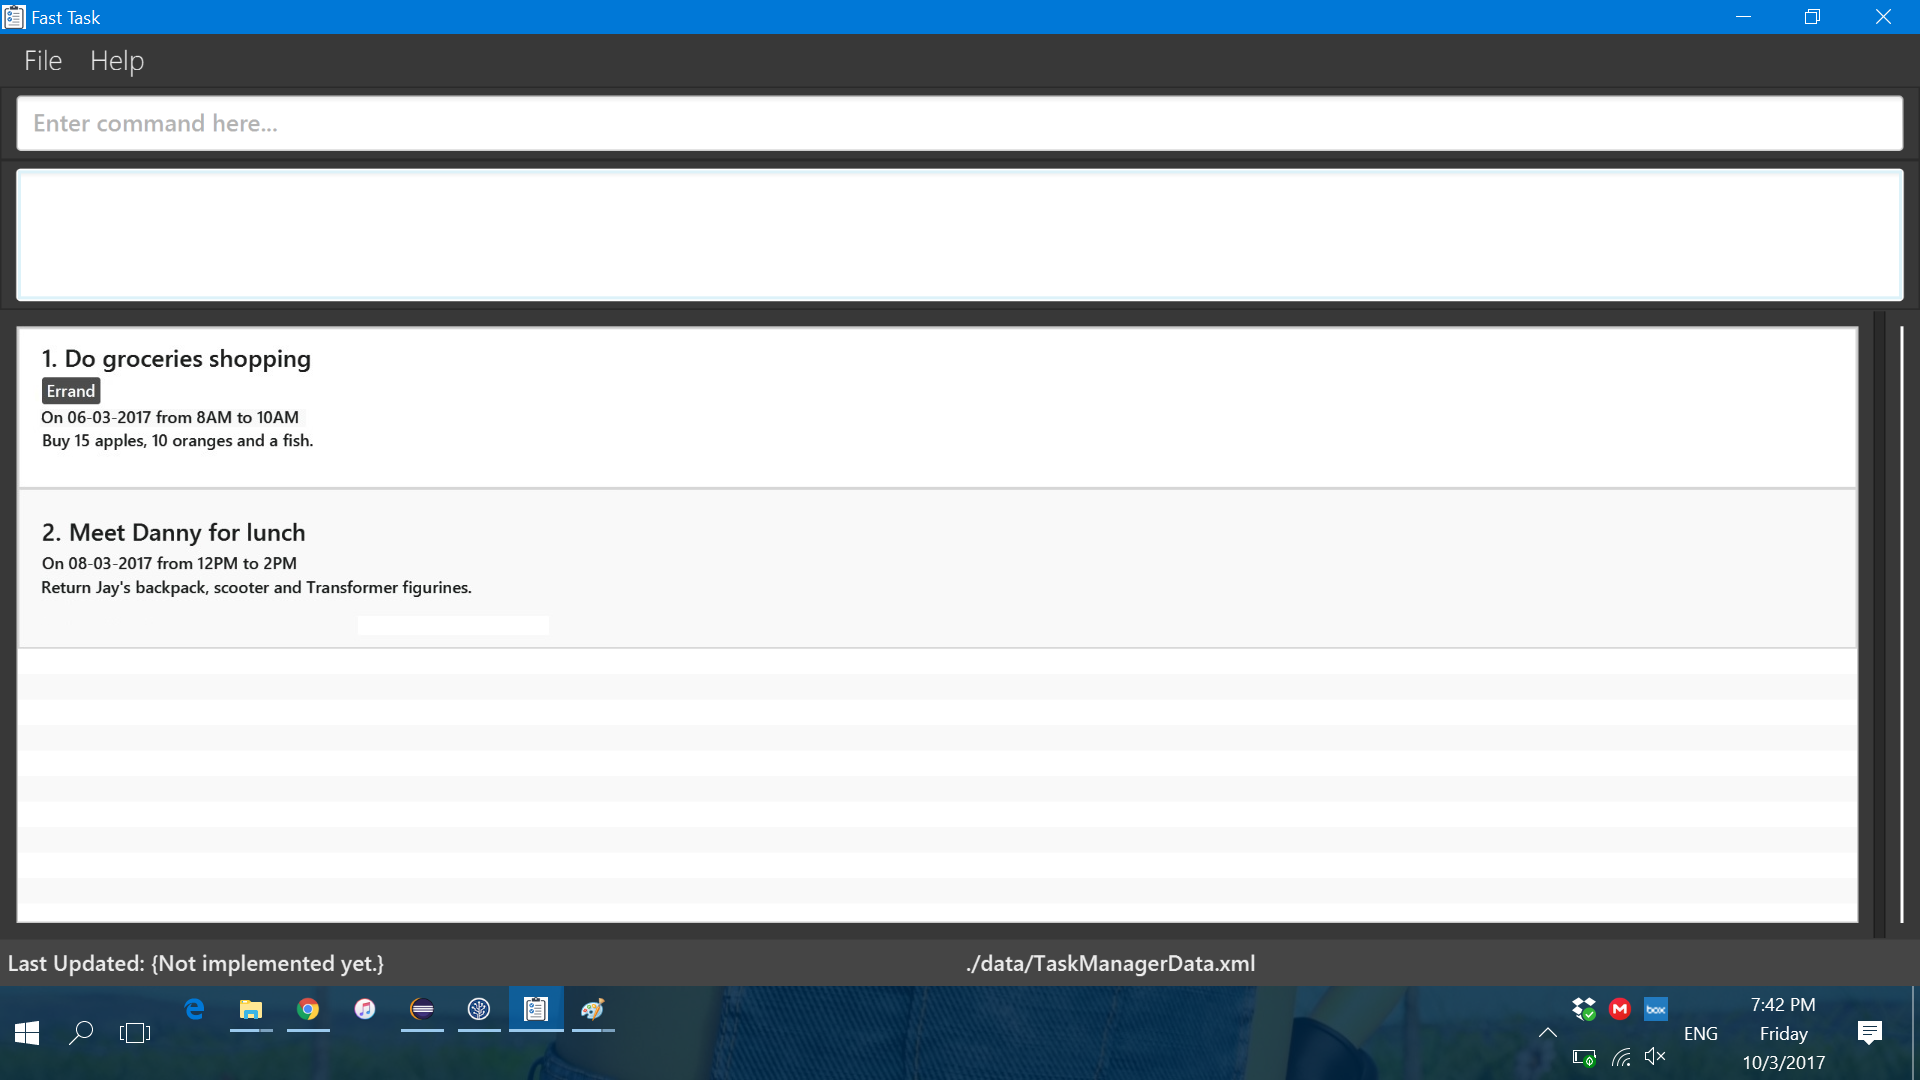 Fast Task
File Help
Enter command here...
1. Do groceries shopping
Errand
On 06-03-2017 from 8AM to 10AM
Buy 15 apples, 10 oranges and a fish.
2. Meet Danny for lunch
On 08-03-2017 from 12PM to 2PM
Return Jay's backpack, scooter and Transformer figurines.
Last Updated: {Not implemented yet.}
./data/TaskManagerData.xml
box
7:42 PM
ENG
Friday
10/3/2017